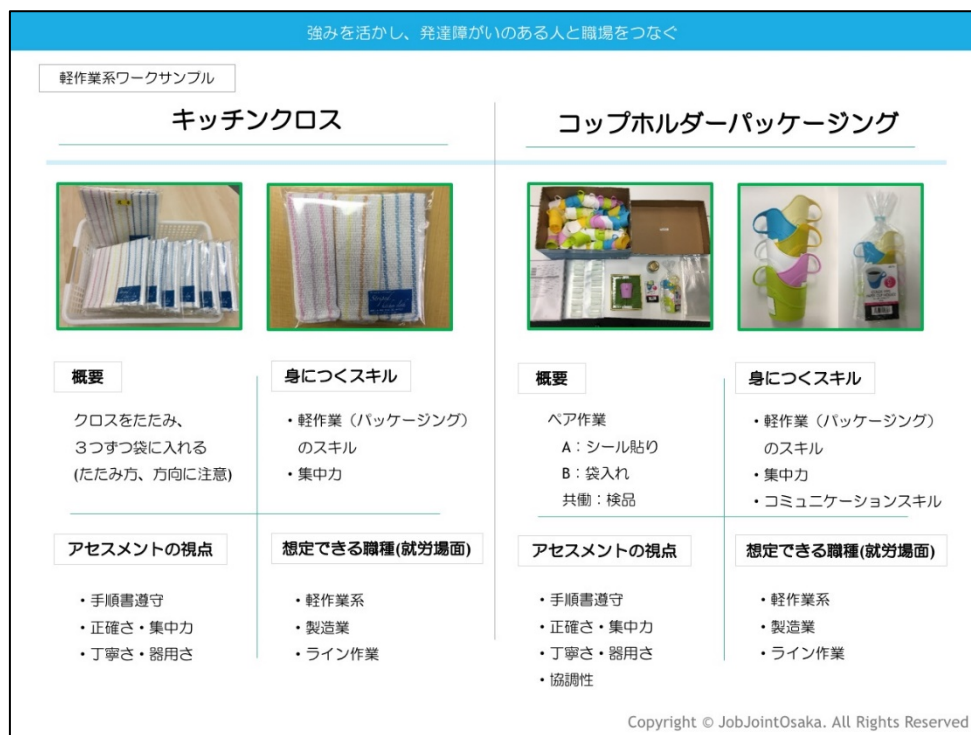 強みを活かし、発達障がいのある人と職場をつなぐ
軽作業系ワークサンプル
キッチンクロス
概要
クロスをたたみ、
３つずつ袋に入れる
(たたみ方、方向に注意)
身につくスキル
・軽作業（パッケージング）
のスキル
・集中力
アセスメントの視点
・手順書遵守
・正確さ・集中力
・丁寧さ・器用さ
想定できる職種(就労場面)
・軽作業系
・製造業
・ライン作業
コップホルダーパッケージング
概要
ペア作業
A：シール貼り
B：袋入れ
共働：検品
身につくスキル
・軽作業（パッケージング）
のスキル
・集中力
・コミュニケーションスキル
アセスメントの視点
・手順書遵守
・正確さ・集中力
・丁寧さ・器用さ
・協調性
想定できる職種(就労場面)
・軽作業系
・製造業
・ライン作業
Copyright © JobJointOsaka. All Rights Reserved